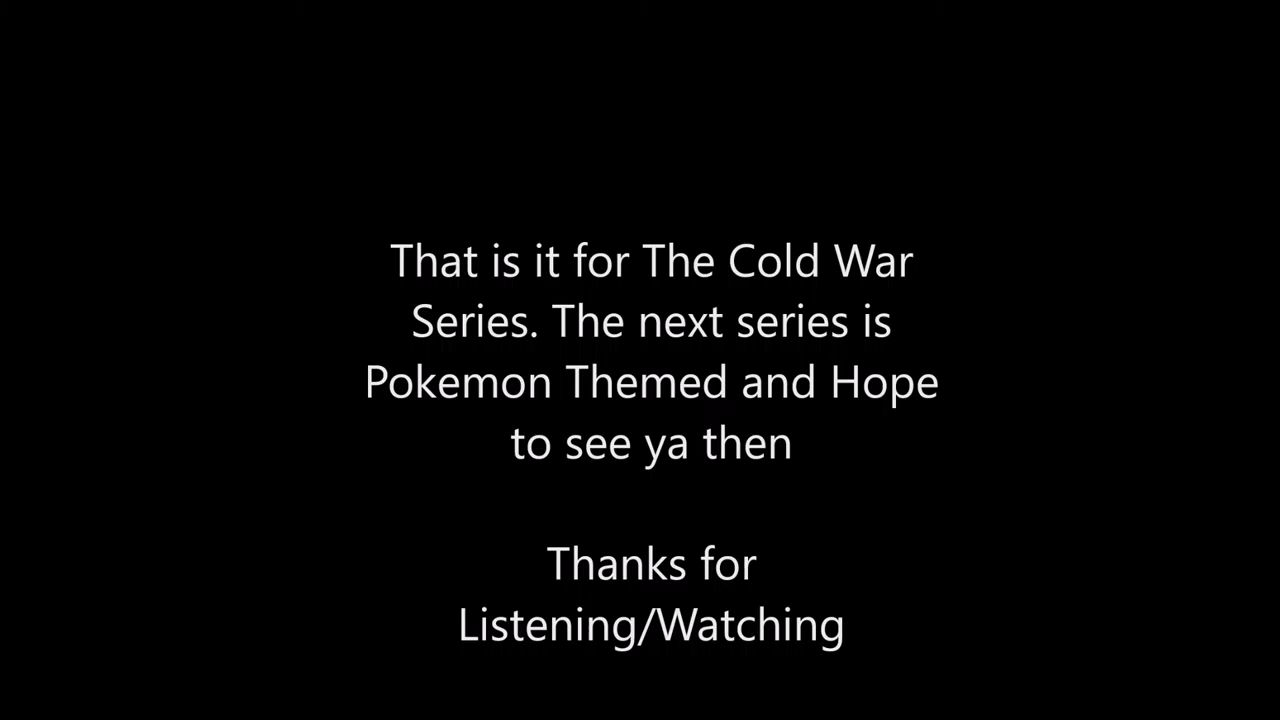 That is it for The Cold War
Series. The next series is
Pokemon Themed and Hope
to see ya then
Thanks for
Listening/Watching